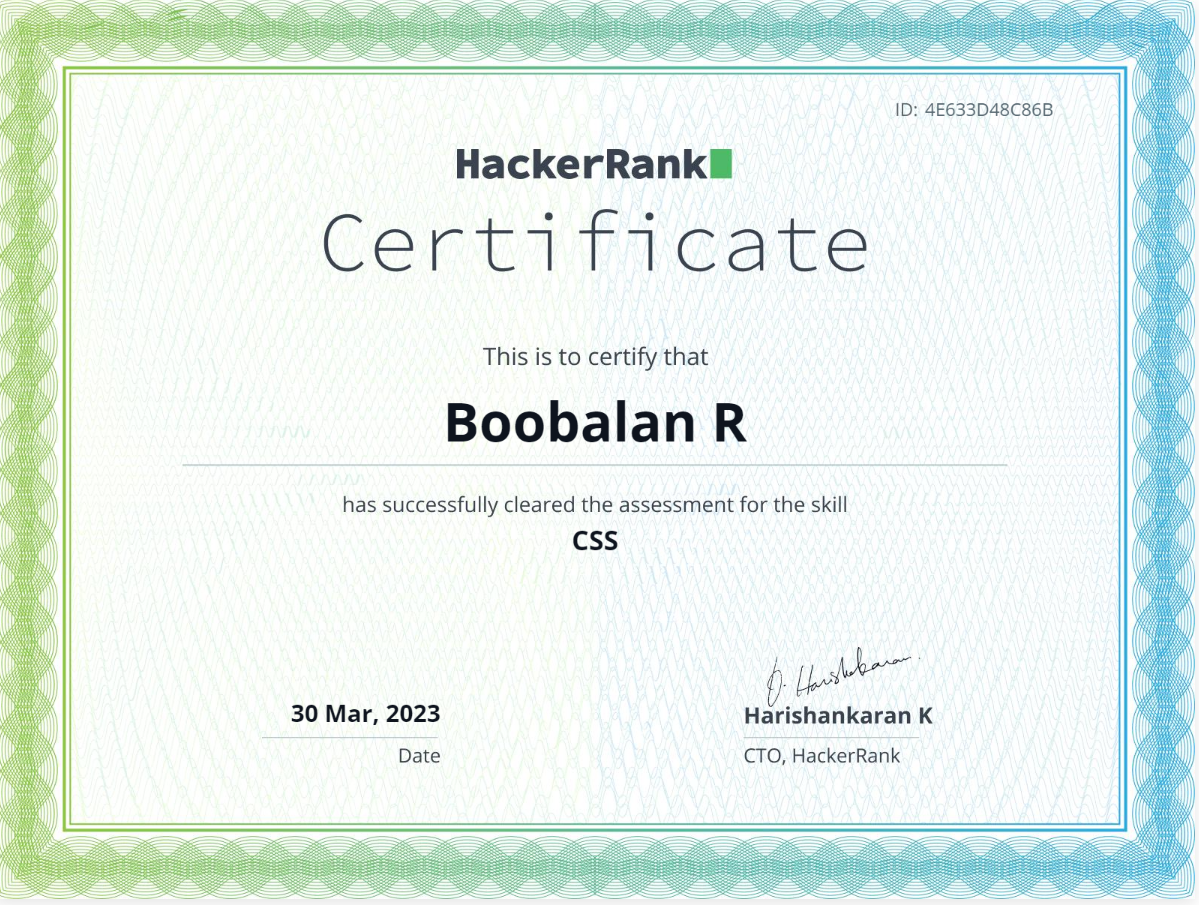 ID: 4E633D48C86B
HackerRank
Certificate
This is to certify that
Boobalan R
has successfully cleared the assessment for the skill
CSS
30 Mar, 2023
Date
Harishankaran K
CTO, HackerRank